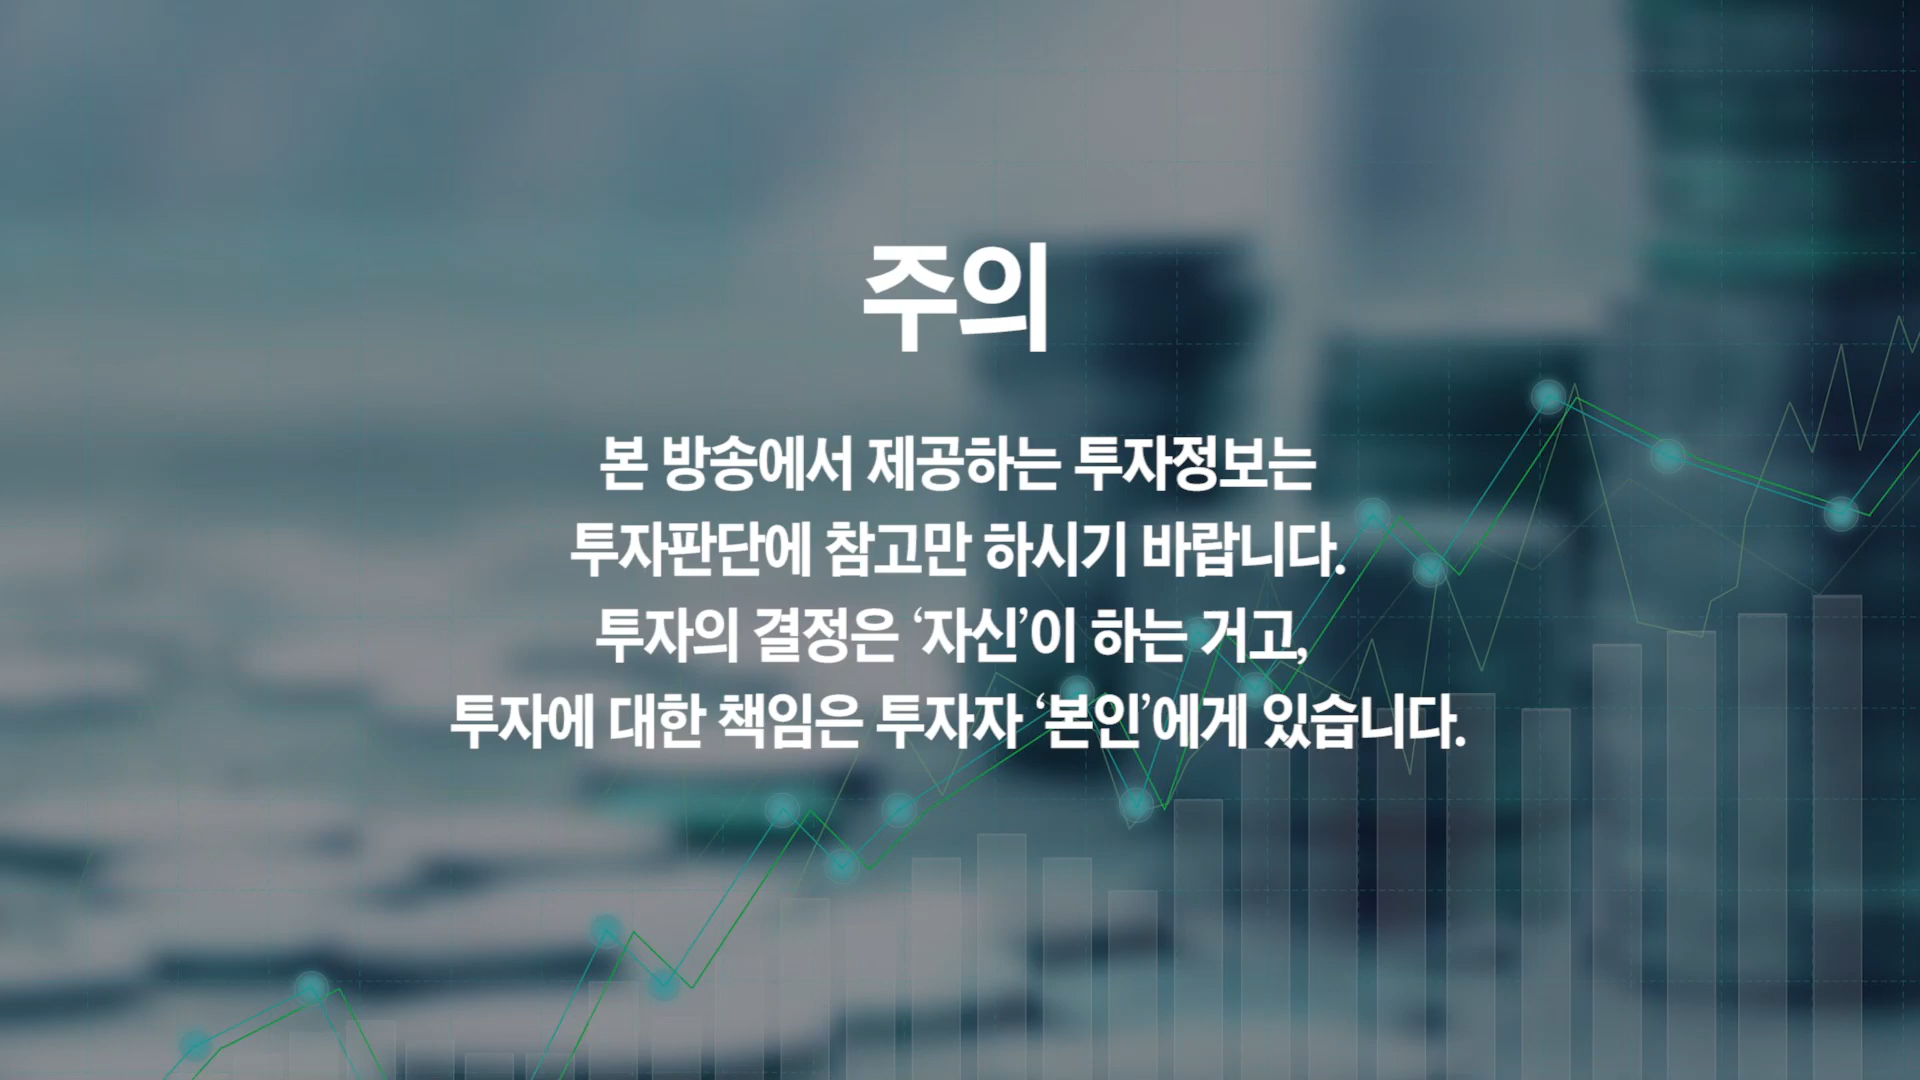 주의
본 방송에서 제공하는 투자정보는
투자판단에 참고만 하시기 바랍니다.
투자의 결정은 ‘자신’이 하는 거고,
투자에 대한 책임은 투자자 ‘본인’에게 있습니다.